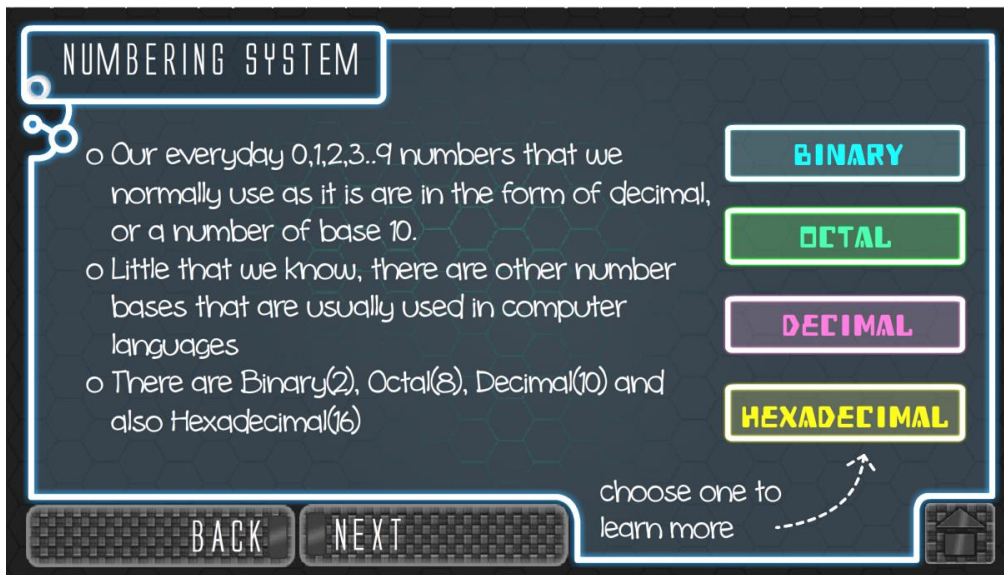 NUMBERING SYSTEM
o Our everyday 0,1,2,3..9 numbers that we
normally use as it is are in the form of decimal,
or a number of base 10.
o Little that we know, there are other number
bases that are usually used in computer
languages
o There are Binary(2), Octal(8), Decimal(10) and
also Hexadecimal(16)
BINARY
OCTAL
DECIMAL
HEXADECIMAL
choose one to
learn more
BACK
NEXT